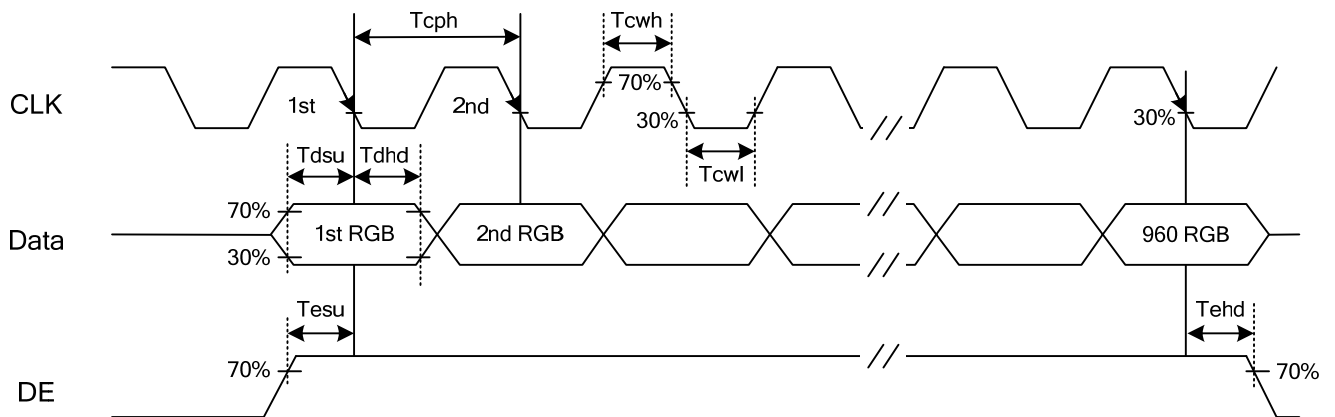 Tcph
Tcwh
CLK
1st
2nd
70%
30%
30%
Tdsu
Tdhd
Tcwl
Data
70%
30%
1st RGB
2nd RGB
960 RGB
Tesu
Tehd
DE
70%
70%